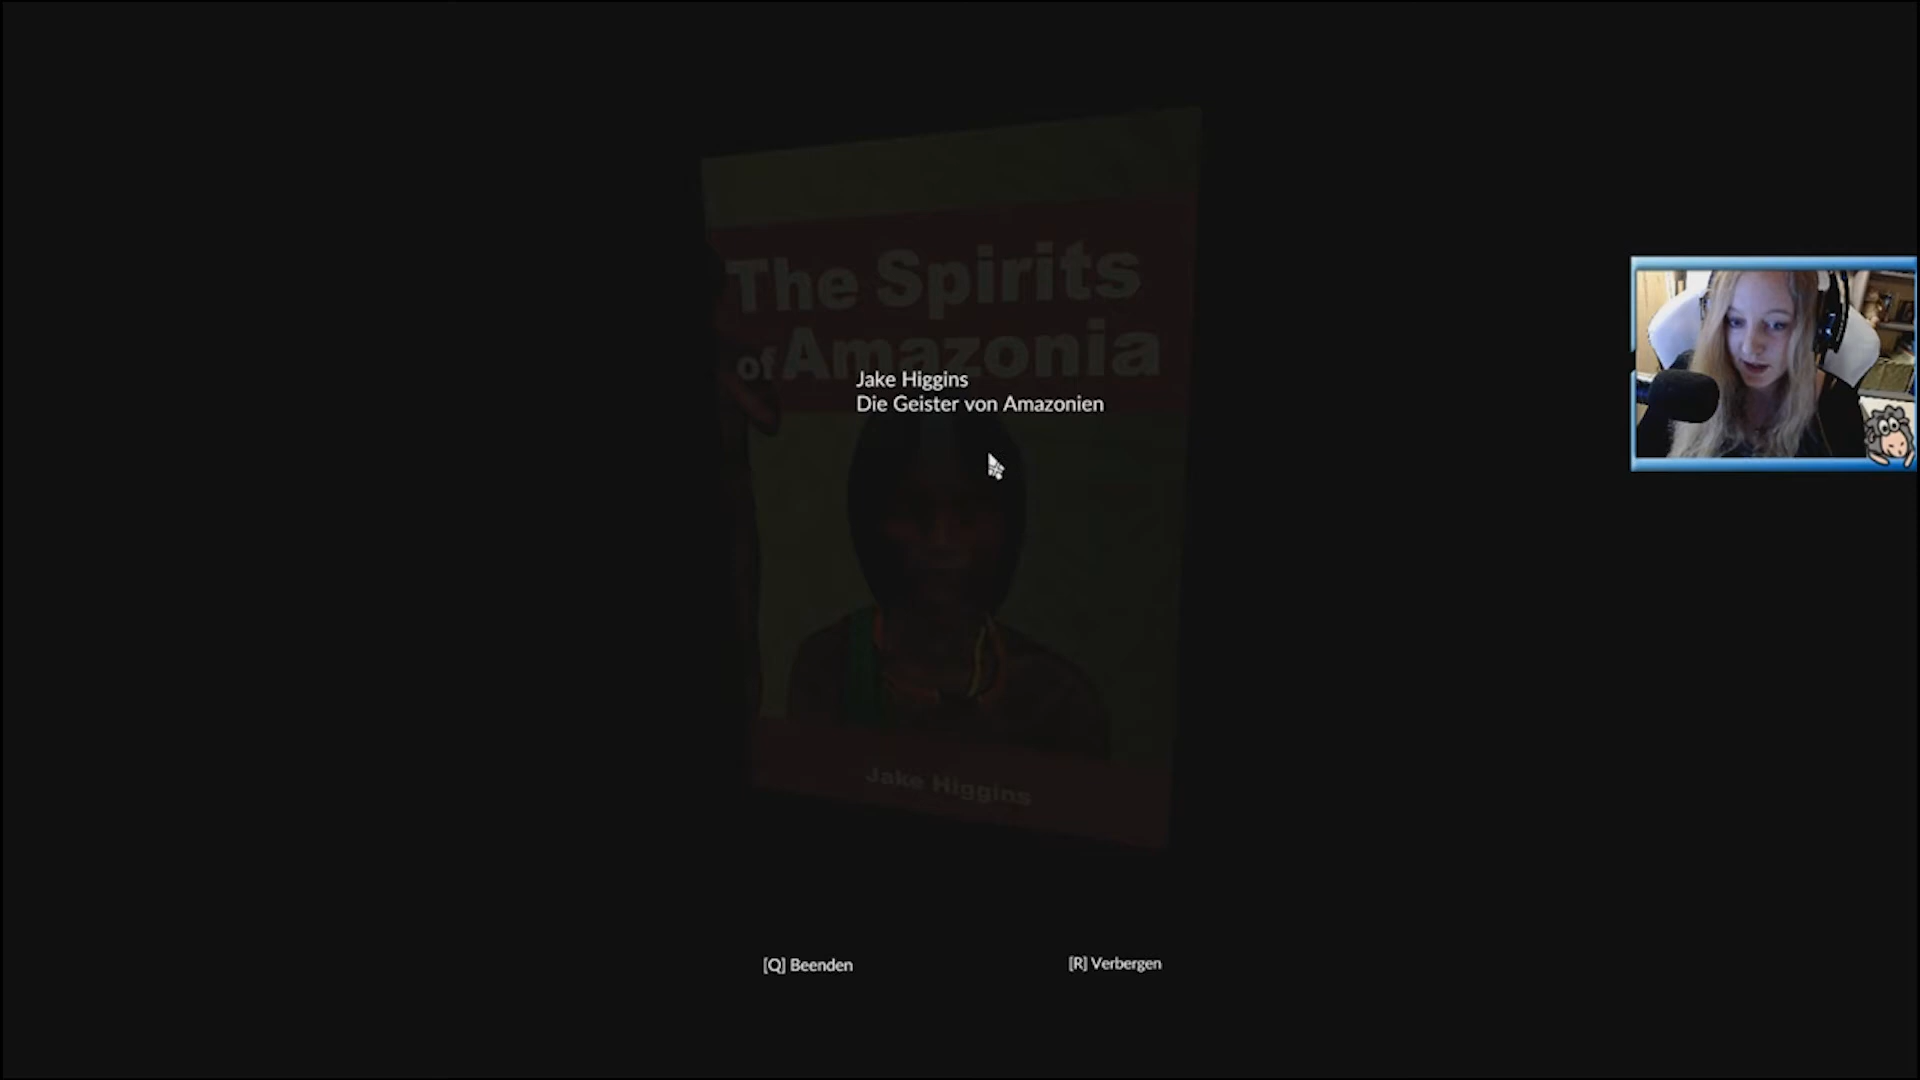 The Spirits
of Amazonia
Jake Higgins
Die Geister von Amazonien
Jake Higgins
[Q] Beenden
[R] Verbergen